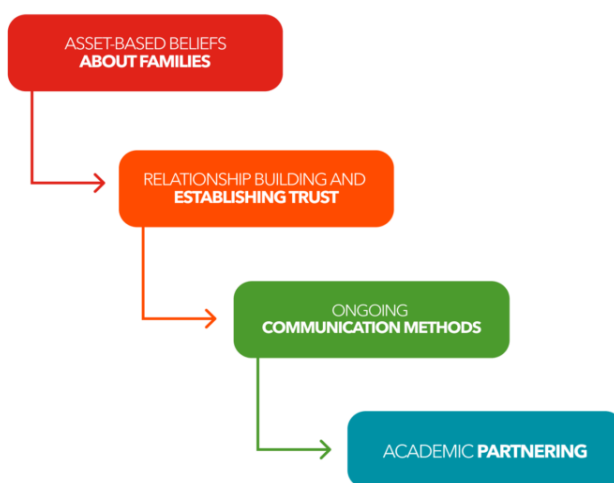 ASSET-BASED BELIEFS
ABOUT FAMILIES
RELATIONSHIP BUILDING AND
ESTABLISHING TRUST
ONGOING
COMMUNICATION METHODS
ACADEMIC PARTNERING